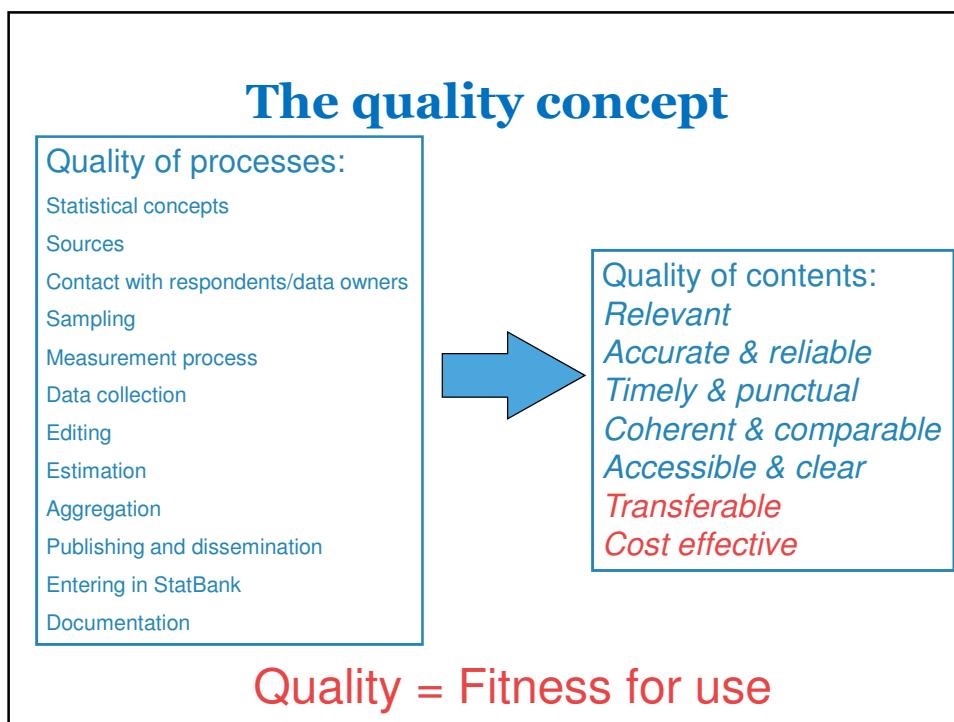 The quality concept
Quality of processes:
Statistical concepts
Sources
Contact with respondents/data owners
Sampling
Measurement process
Data collection
Editing
Estimation
Aggregation
Publishing and dissemination
Entering in StatBank
Documentation
Quality of contents:
Relevant
Accurate & reliable
Timely & punctual
Coherent & comparable
Accessible & clear
Transferable
Cost effective
Quality = Fitness for use